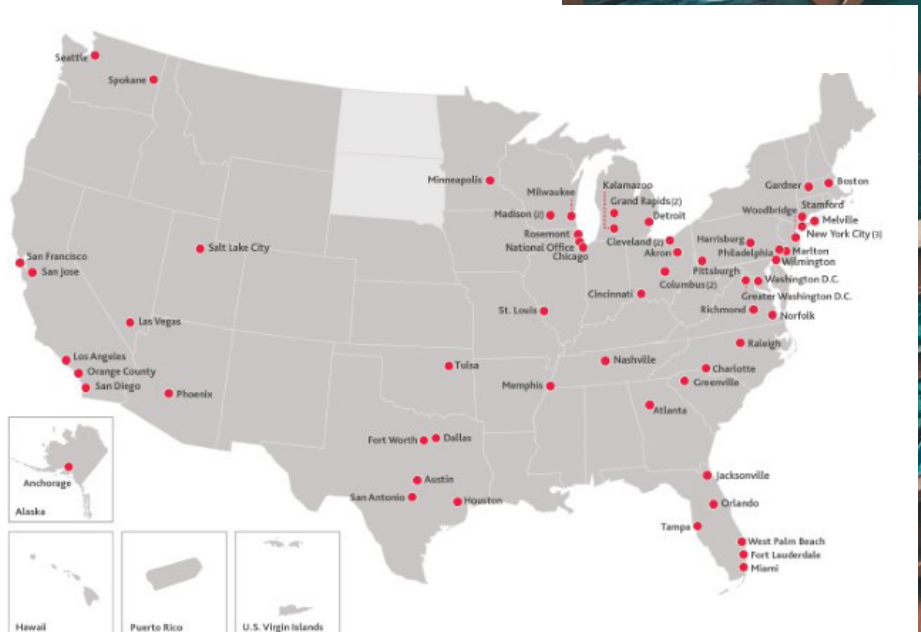 Seattle
Spokane
Minneapolis
Milwaukee
Kalamazoo
Grand Rapids (2)
Madison (2)
Detroit
Rosemont
National Office
Chicago
Cleveland (2)
Akron
Columbus (2)
Cincinnati
Gardner
Boston
Stamford
Woodbridge
Melville
New York City (3)
Harrisburg
Philadelphia
Marlton
Wilmington
Pittsburgh
Washington D.C.
Greater Washington D.C.
Richmond
Norfolk
San Francisco
San Jose
Salt Lake City
Las Vegas
Los Angeles
Orange County
San Diego
Phoenix
St. Louis
Tulsa
Nashville
Memphis
Raleigh
Charlotte
Greenville
Atlanta
Fort Worth
Dallas
Austin
San Antonio
Houston
Jacksonville
Orlando
Tampa
West Palm Beach
Fort Lauderdale
Miami
Anchorage
Alaska
Hawaii
Puerto Rico
U.S. Virgin Islands